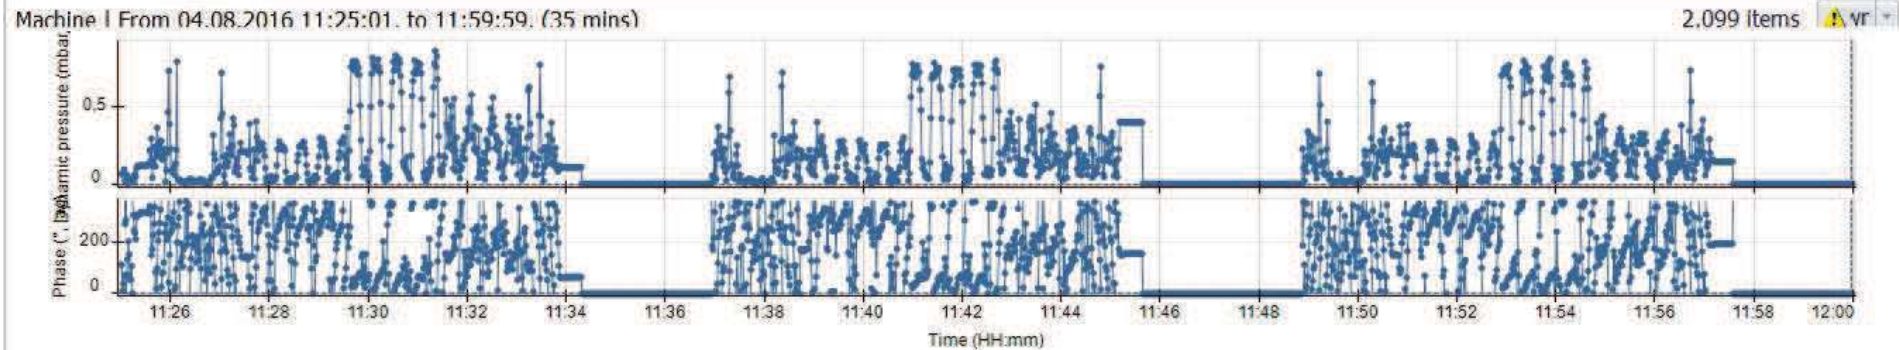 Machine | From 04.08.2016 11:25:01. to 11:59:59. (35 mins)
2.099 items
Dynamic pressure (mbar,
0.5
0
Phase (°,
200
0
11:26 11:28 11:30 11:32 11:34 11:36 11:38 11:40 11:42 11:44 11:46 11:48 11:50 11:52 11:54 11:56 11:58 12:00
Time (HH:mm)